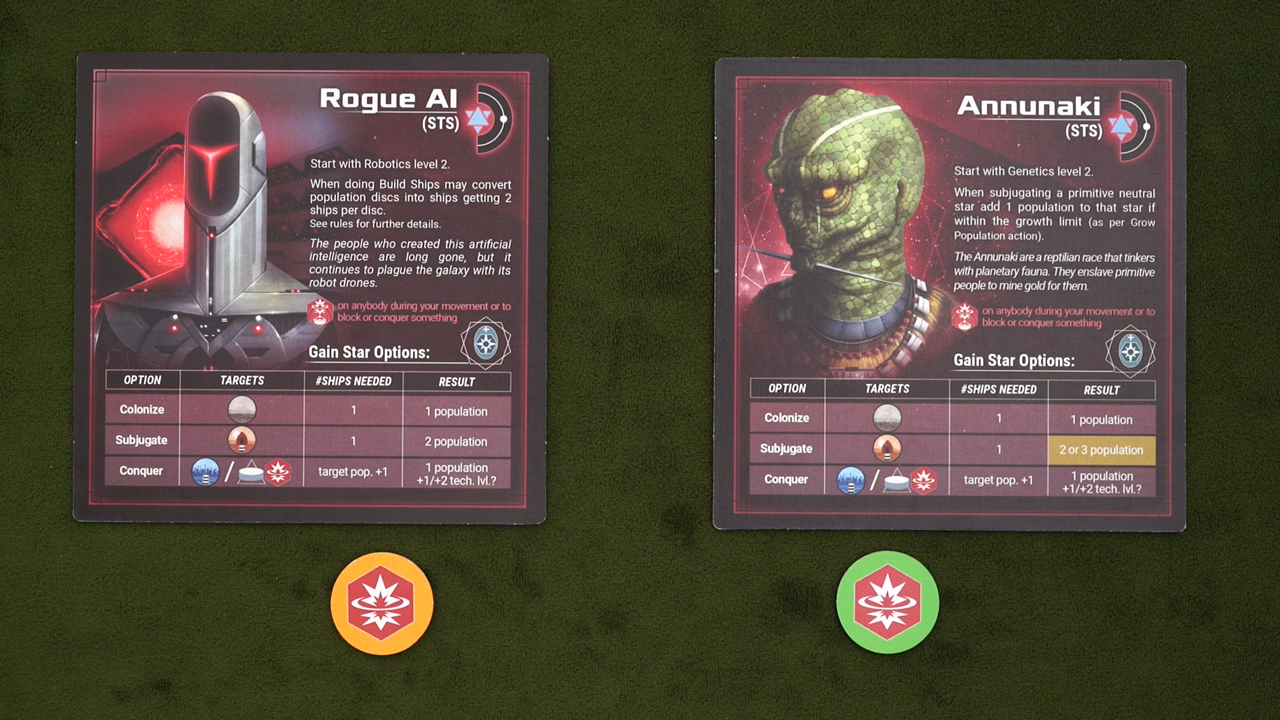 Rogue AI
(STS)
Start with Robotics level 2.
When doing Build Ships may convert
population discs into ships getting 2
ships per disc.
See rules for further details.
The people who created this artificial
intelligence are long gone, but it
continues to plague the galaxy with its
robot drones.
on anybody during your movement or to
block or conquer something
Gain Star Options:
OPTION TARGETS #SHIPS NEEDED RESULT
Colonize 1 1 population
Subjugate 1 2 population
Conquer / target pop. +1 1 population
+1/+2 tech. lvl.?
Annunaki
(STS)
Start with Genetics level 2.
When subjugating a primitive neutral
star add 1 population to that star if
within the growth limit (as per Grow
Population action).
The Annunaki are a reptilian race that tinkers
with planetary fauna. They enslave primitive
people to mine gold for them.
on anybody during your movement or to
block or conquer something
Gain Star Options:
OPTION TARGETS #SHIPS NEEDED RESULT
Colonize 1 1 population
Subjugate 1 2 or 3 population
Conquer / target pop. +1 1 population
+1/+2 tech. lvl.?